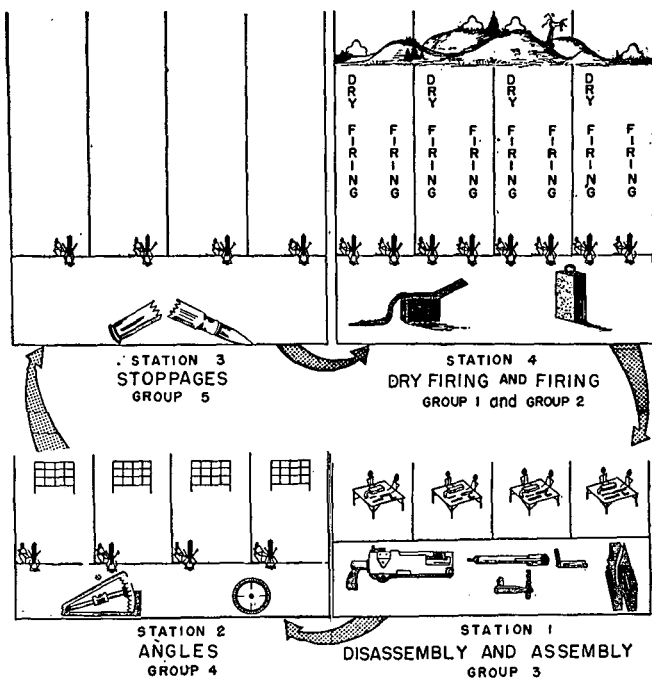 DRY FIRING
FIRING
DRY FIRING
FIRING
DRY FIRING
FIRING
DRY FIRING
FIRING
STATION 3
STOPPAGES
GROUP 5
STATION 4
DRY FIRING AND FIRING
GROUP 1 and GROUP 2
STATION 2
ANGLES
GROUP 4
STATION 1
DISASSEMBLY AND ASSEMBLY
GROUP 3